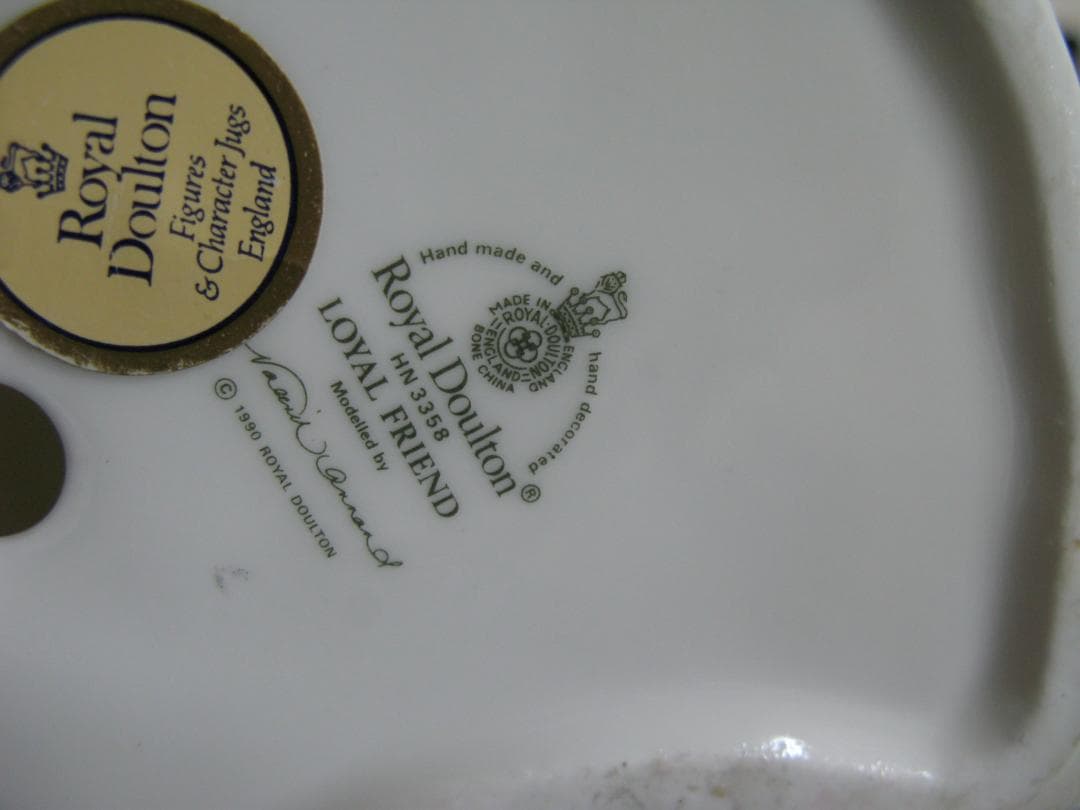 Royal
Doulton
Figures
& Character Jugs
England
Hand made and
hand decorated
MADE IN
ENGLAND
ROYAL·DOULTON
ENGLAND
BONE CHINA
Royal Doulton ®
HN 3358
LOYAL FRIEND
Modelled by
© 1990 ROYAL DOULTON